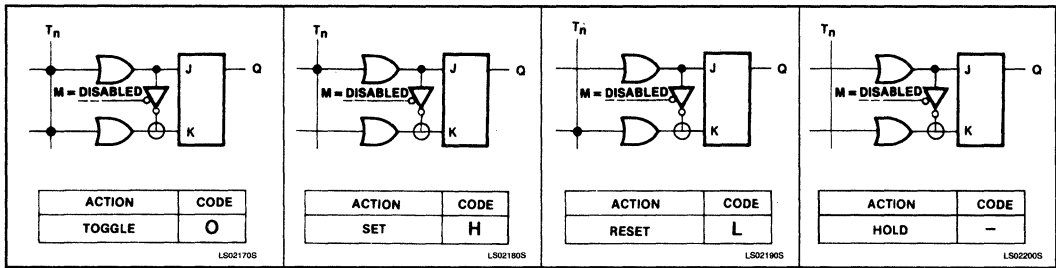 Tn
J
Q
M = DISABLED
K
ACTION CODE
TOGGLE O
LS02170S
Tn
J
Q
M = DISABLED
K
ACTION CODE
SET H
LS02180S
Tn
J
Q
M = DISABLED
K
ACTION CODE
RESET L
LS02190S
Tn
J
Q
M = DISABLED
K
ACTION CODE
HOLD –
LS02200S